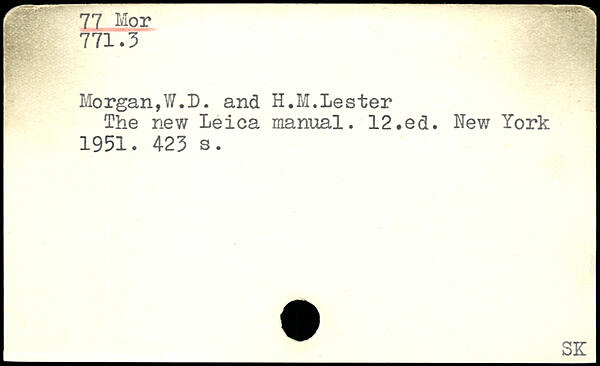 77 Mor
771.3
Morgan,W.D. and H.M.Lester
The new Leica manual. 12.ed. New York
1951. 423 s.
SK